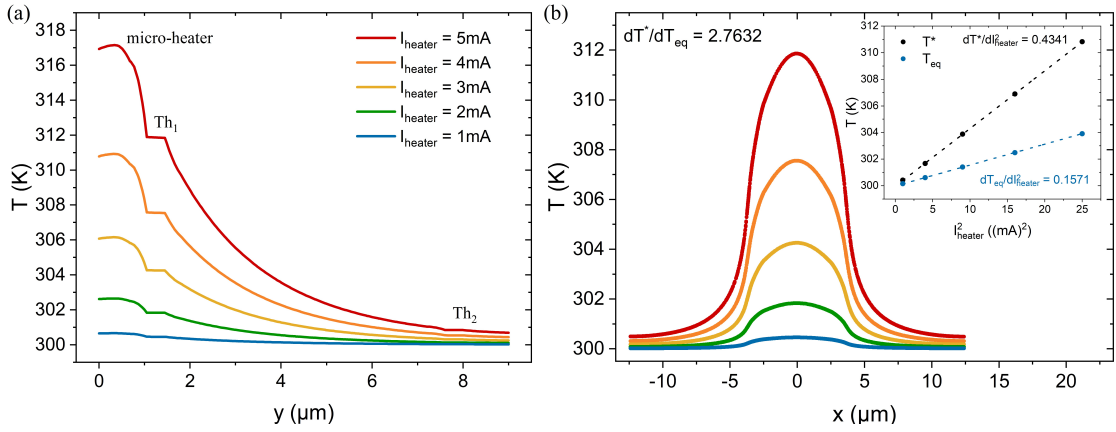 (a)
micro-heater
Th1
Th2
I_heater = 5mA
I_heater = 4mA
I_heater = 3mA
I_heater = 2mA
I_heater = 1mA
318
316
314
312
310
308
306
304
302
300
T (K)
0 2 4 6 8
y (μm)
(b)
dT*/dT_eq = 2.7632
312
310
308
306
304
302
300
T (K)
-10 -5 0 5 10 15 20
x (μm)
T*
T_eq
dT*/dI²_heater = 0.4341
dT_eq/dI²_heater = 0.1571
312
310
308
306
304
302
300
T (K)
0 5 10 15 20 25
I²_heater ((mA)²)